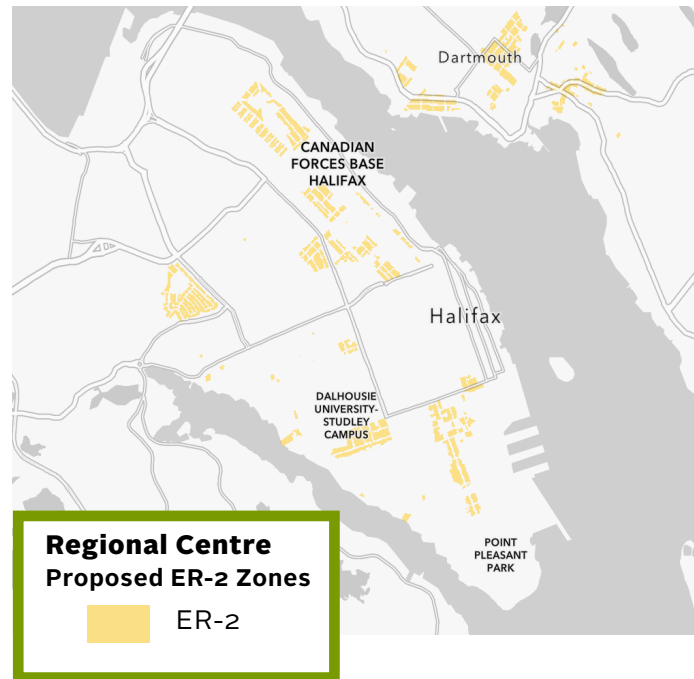 Dartmouth
CANADIAN
FORCES BASE
HALIFAX
Halifax
DALHOUSIE
UNIVERSITY-
STUDLEY
CAMPUS
POINT
PLEASANT
PARK
Regional Centre
Proposed ER-2 Zones
ER-2